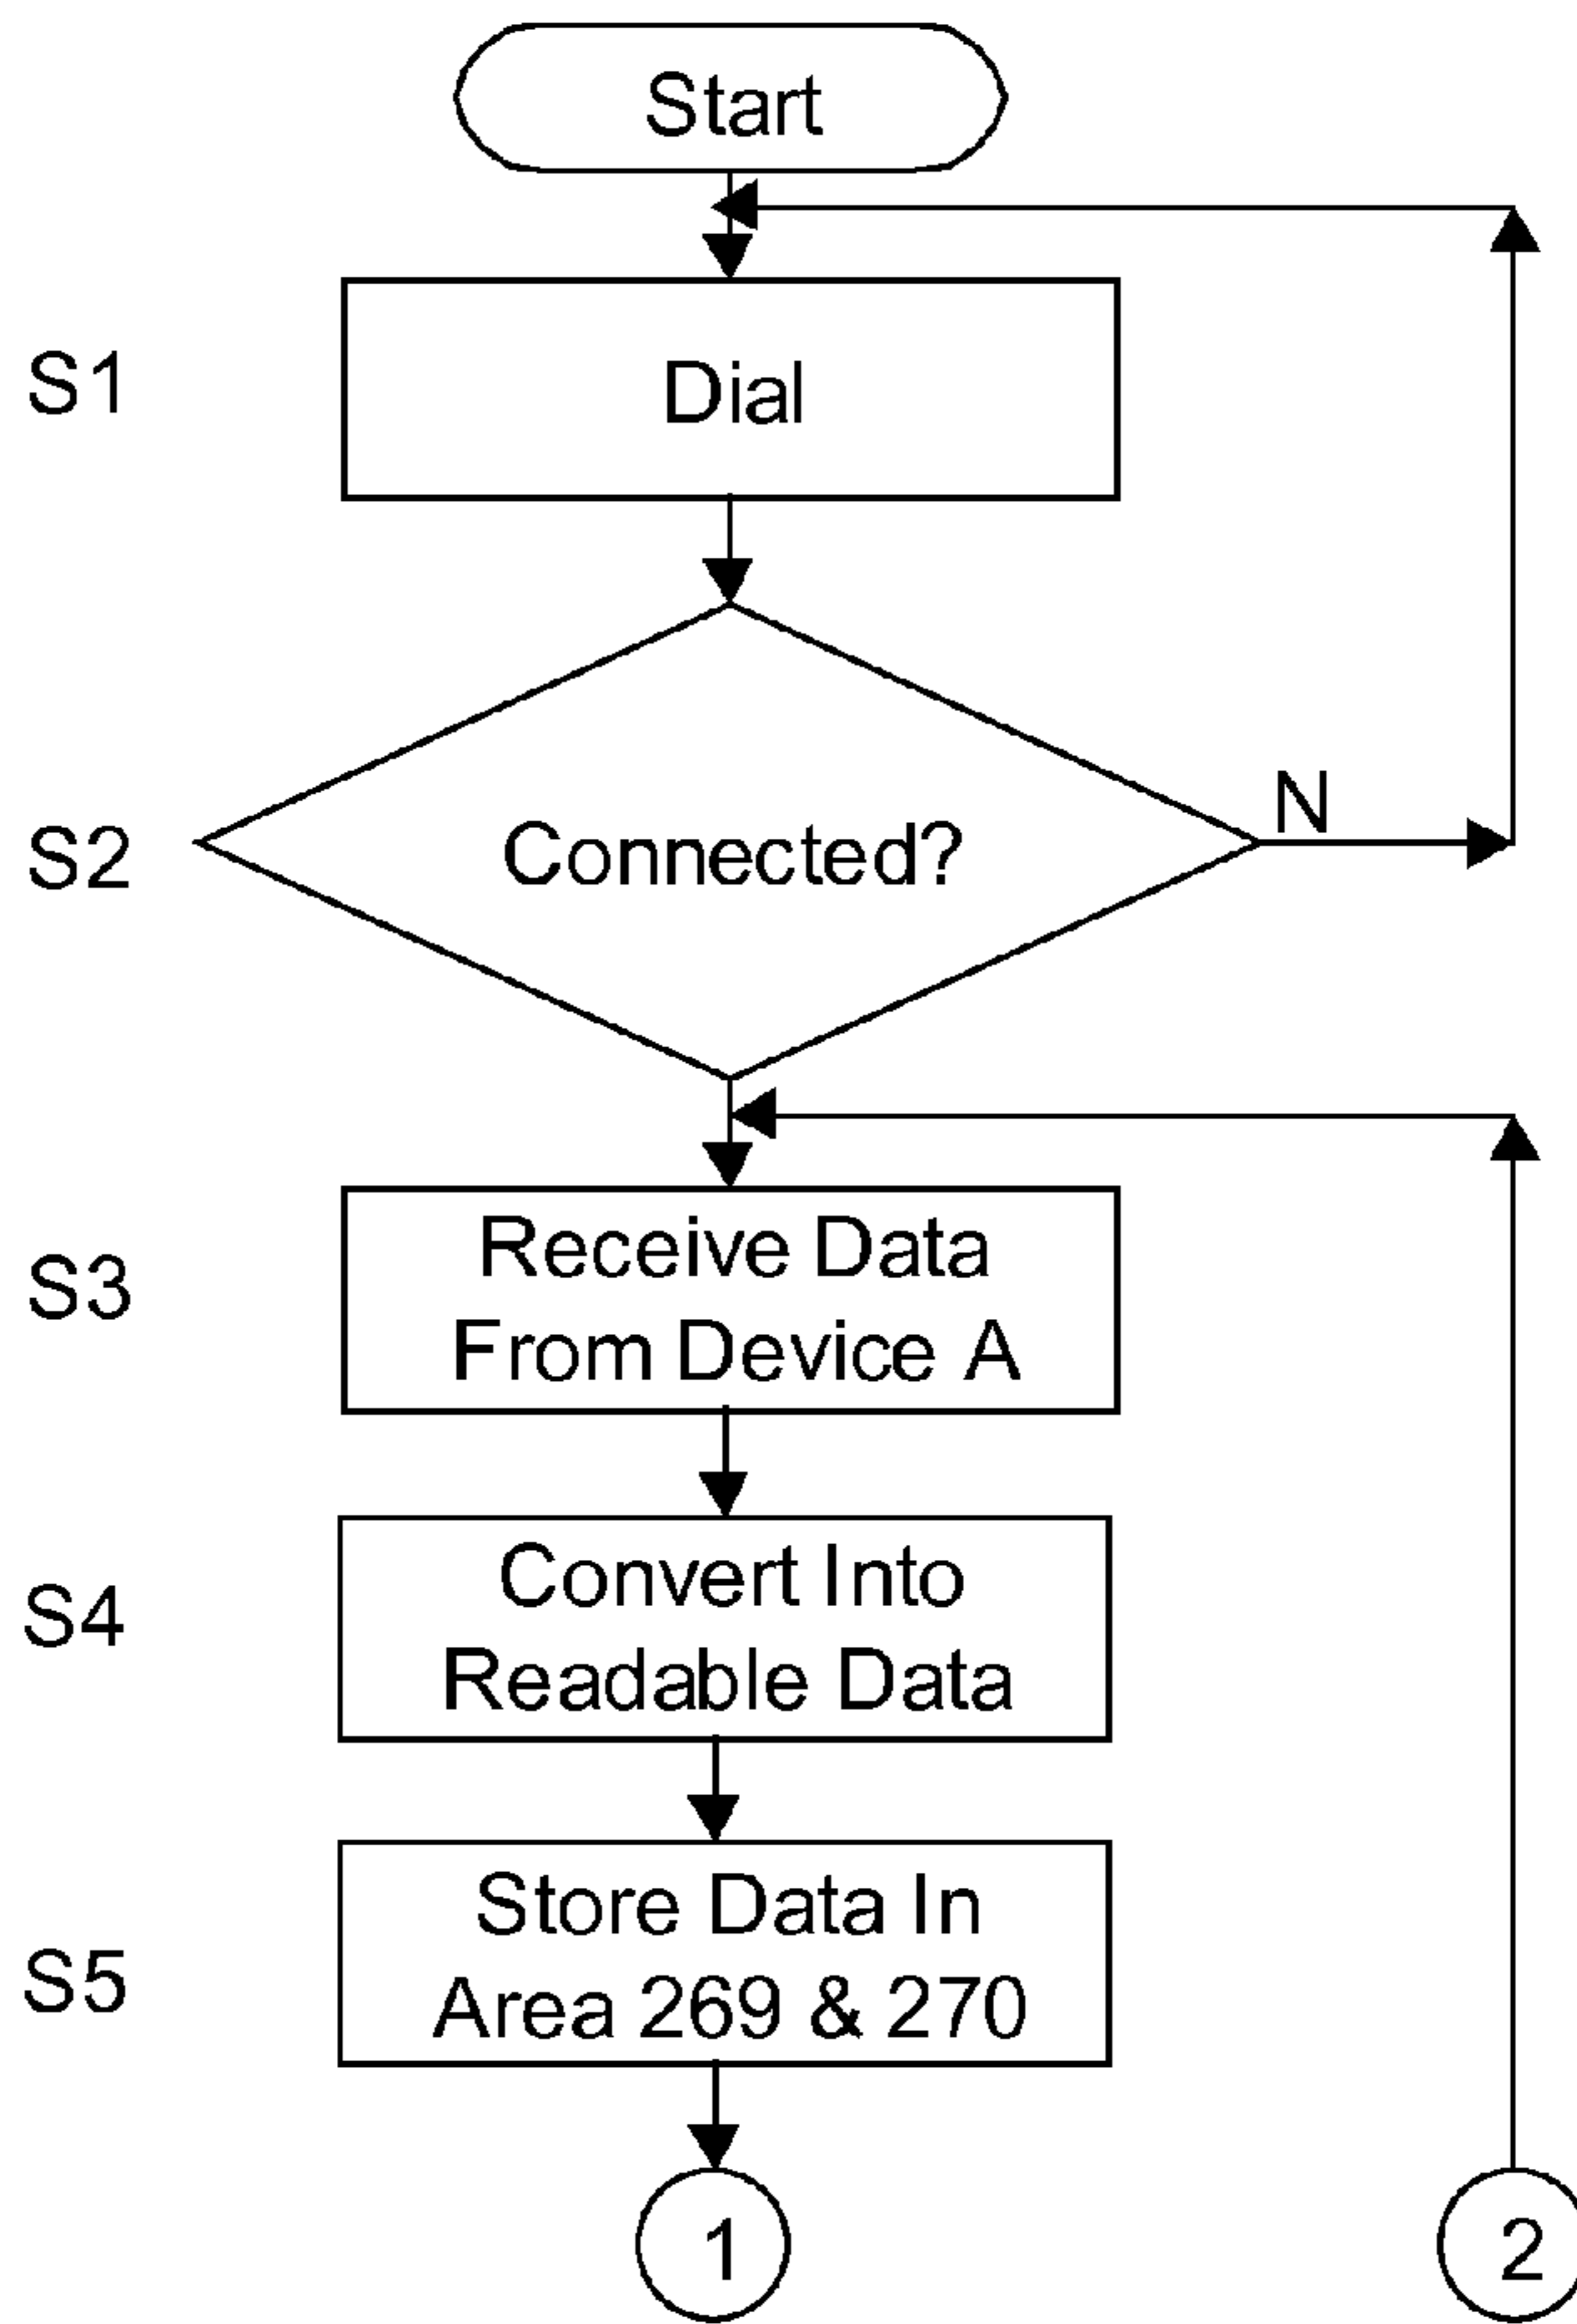 Start
S1
Dial
S2
Connected?
N
S3
Receive Data
From Device A
S4
Convert Into
Readable Data
S5
Store Data In
Area 269 & 270
1
2